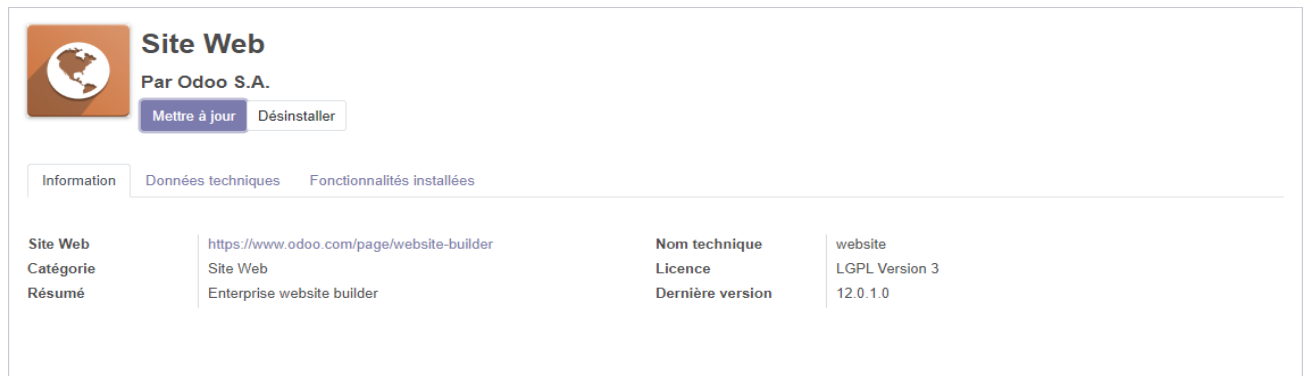 Site Web
Par Odoo S.A.
Mettre à jour Désinstaller
Information Données techniques Fonctionnalités installées
Site Web https://www.odoo.com/page/website-builder Nom technique website
Catégorie Site Web Licence LGPL Version 3
Résumé Enterprise website builder Dernière version 12.0.1.0